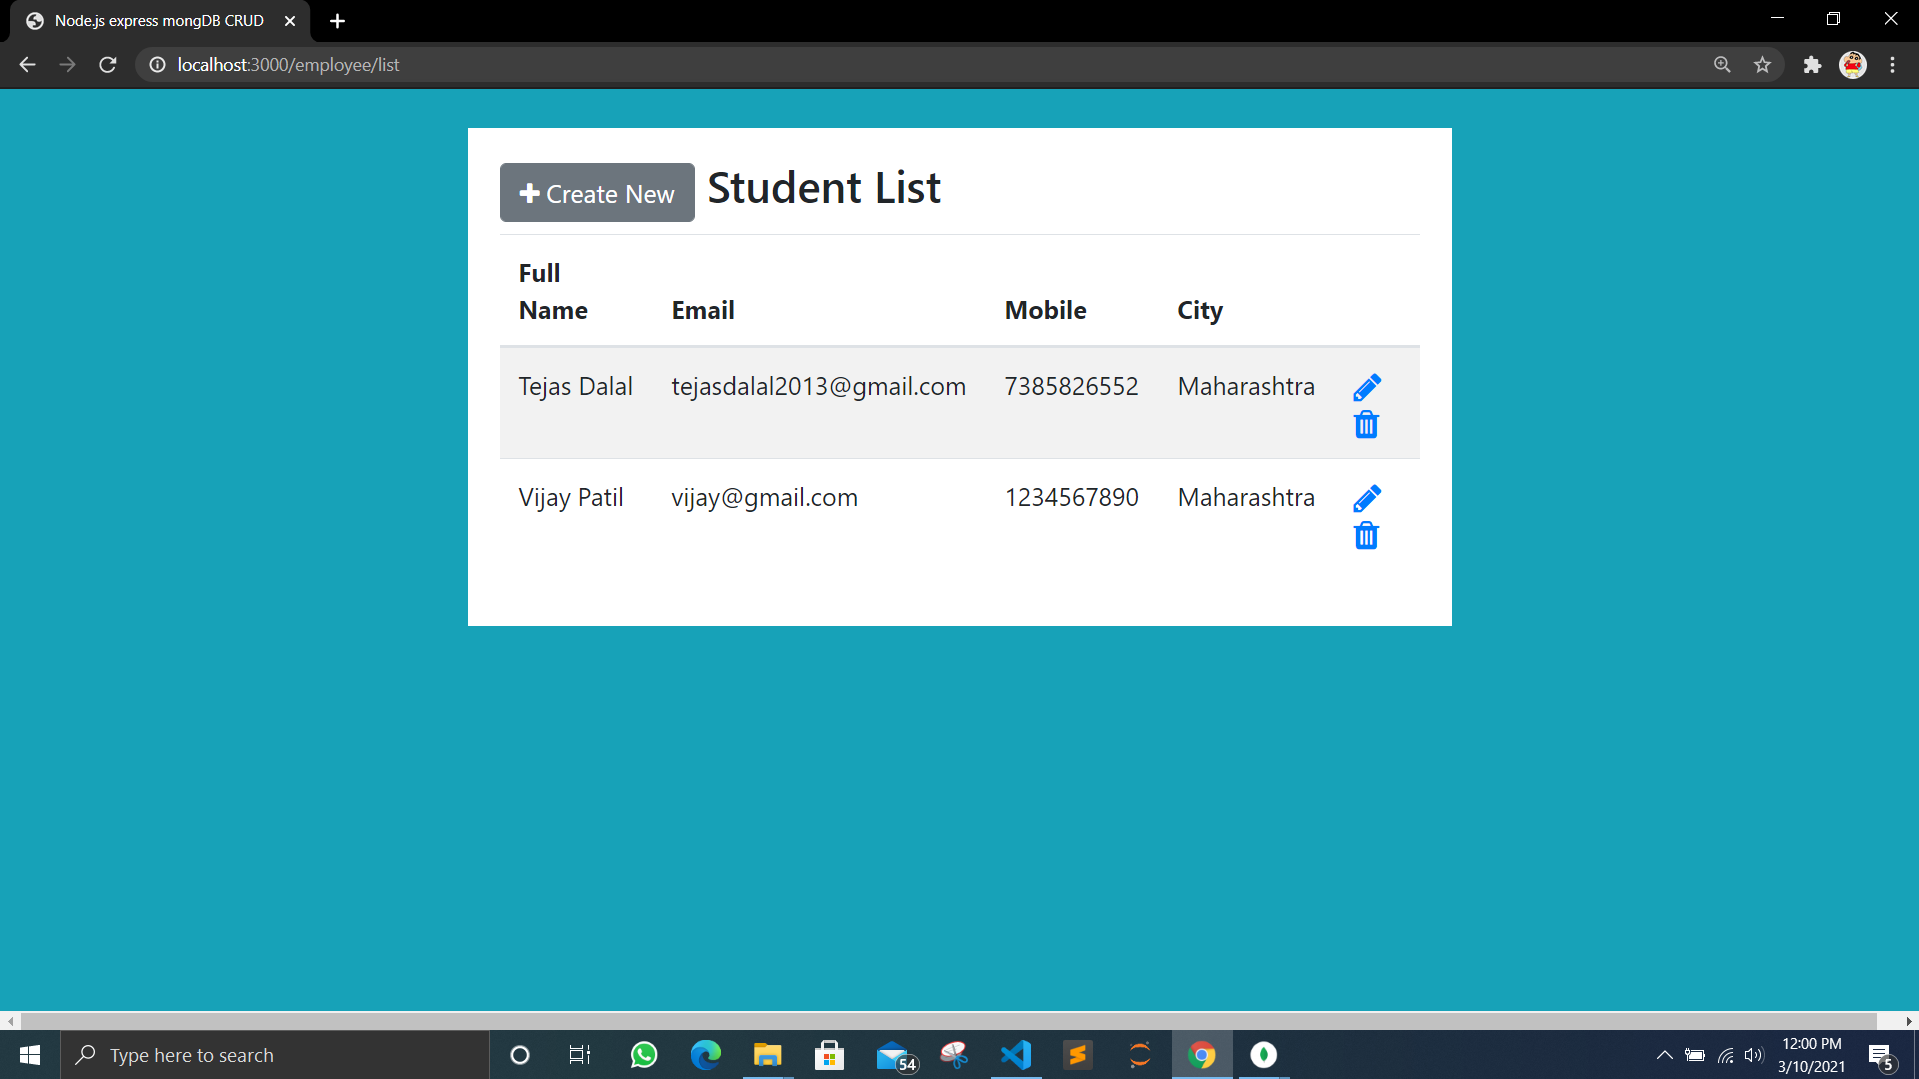 Node.js express mongDB CRUD
localhost:3000/employee/list
Create New
Student List
Full
Name
Email
Mobile
City
Tejas Dalal
tejasdalal2013@gmail.com
7385826552
Maharashtra
Vijay Patil
vijay@gmail.com
1234567890
Maharashtra
Type here to search
54
12:00 PM
3/10/2021
5